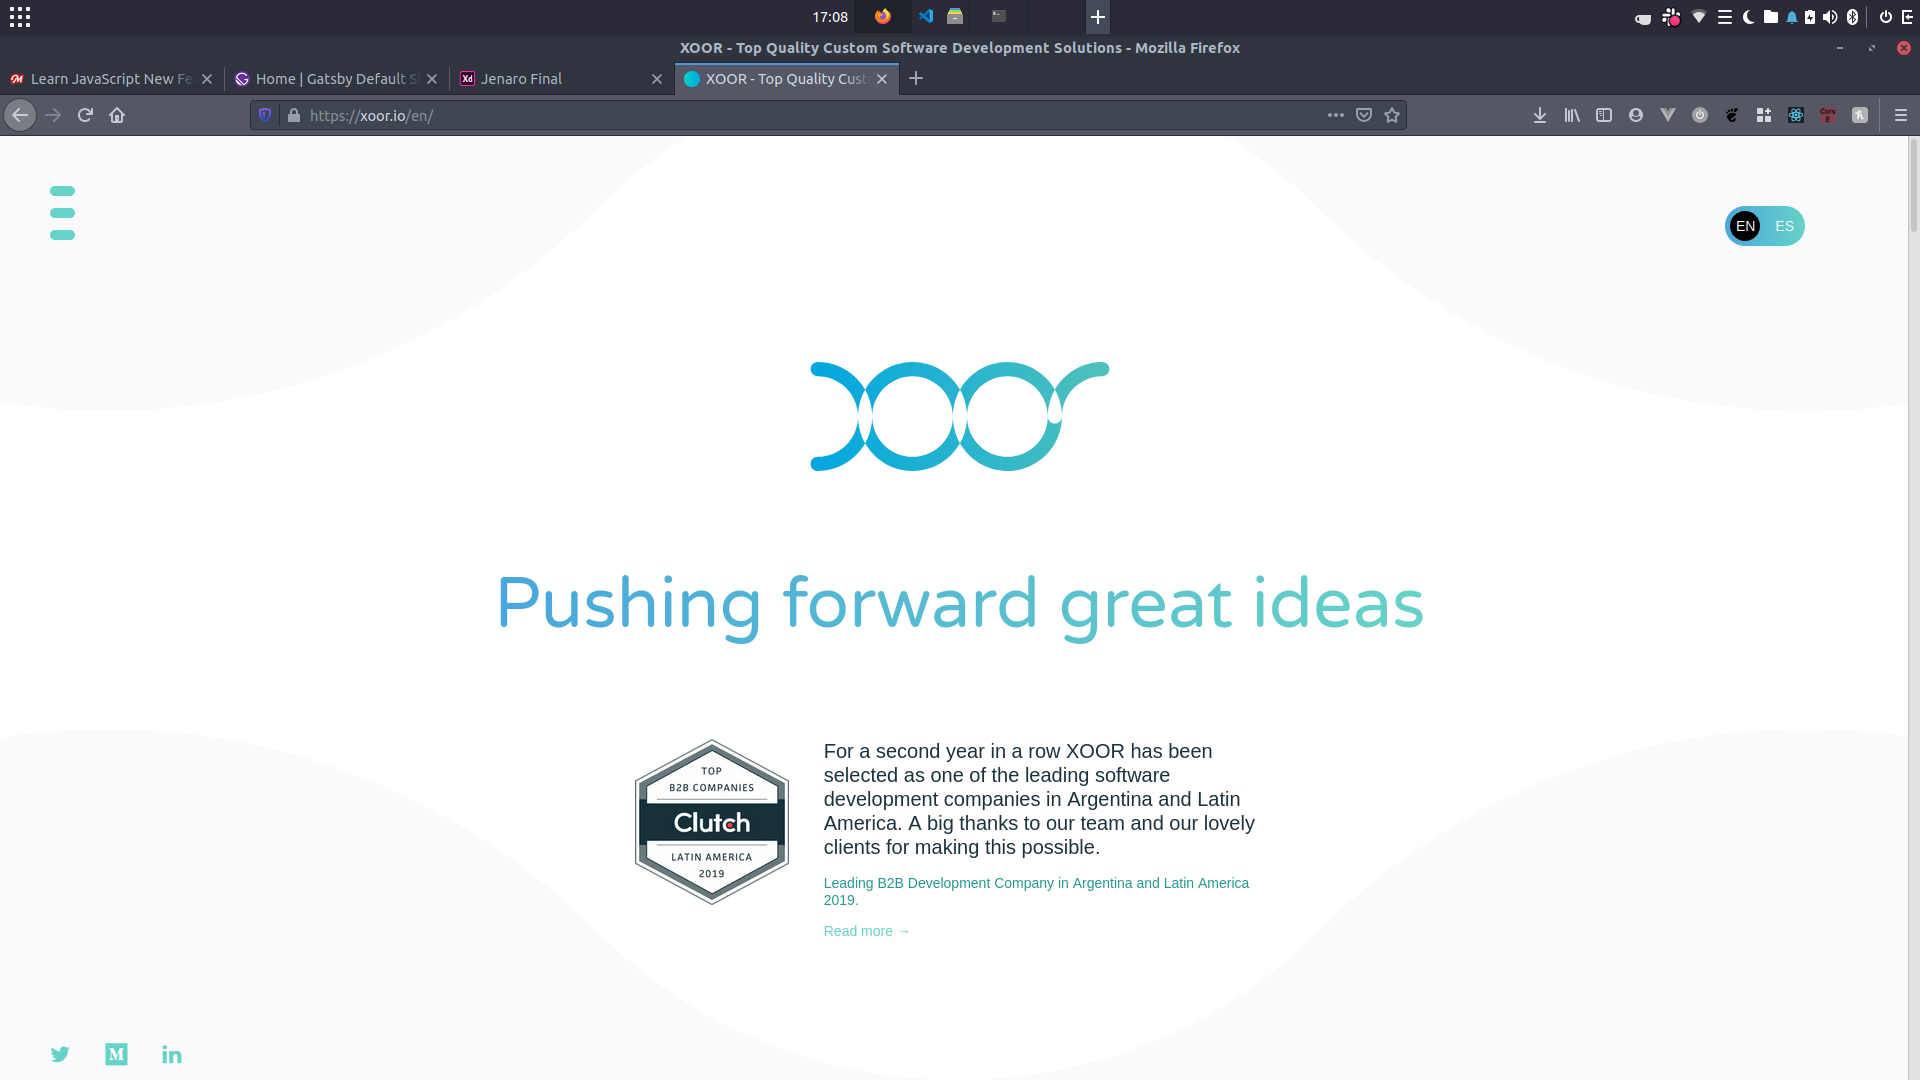 17:08
XOOR - Top Quality Custom Software Development Solutions - Mozilla Firefox
Learn JavaScript New Fe
Home | Gatsby Default S
Xd
Jenaro Final
XOOR - Top Quality Cust
https://xoor.io/en/
Cors
E
EN ES
xoor
Pushing forward great ideas
TOP
B2B COMPANIES
Clutch
LATIN AMERICA
2019
For a second year in a row XOOR has been
selected as one of the leading software
development companies in Argentina and Latin
America. A big thanks to our team and our lovely
clients for making this possible.
Leading B2B Development Company in Argentina and Latin America
2019.
Read more →
M
in